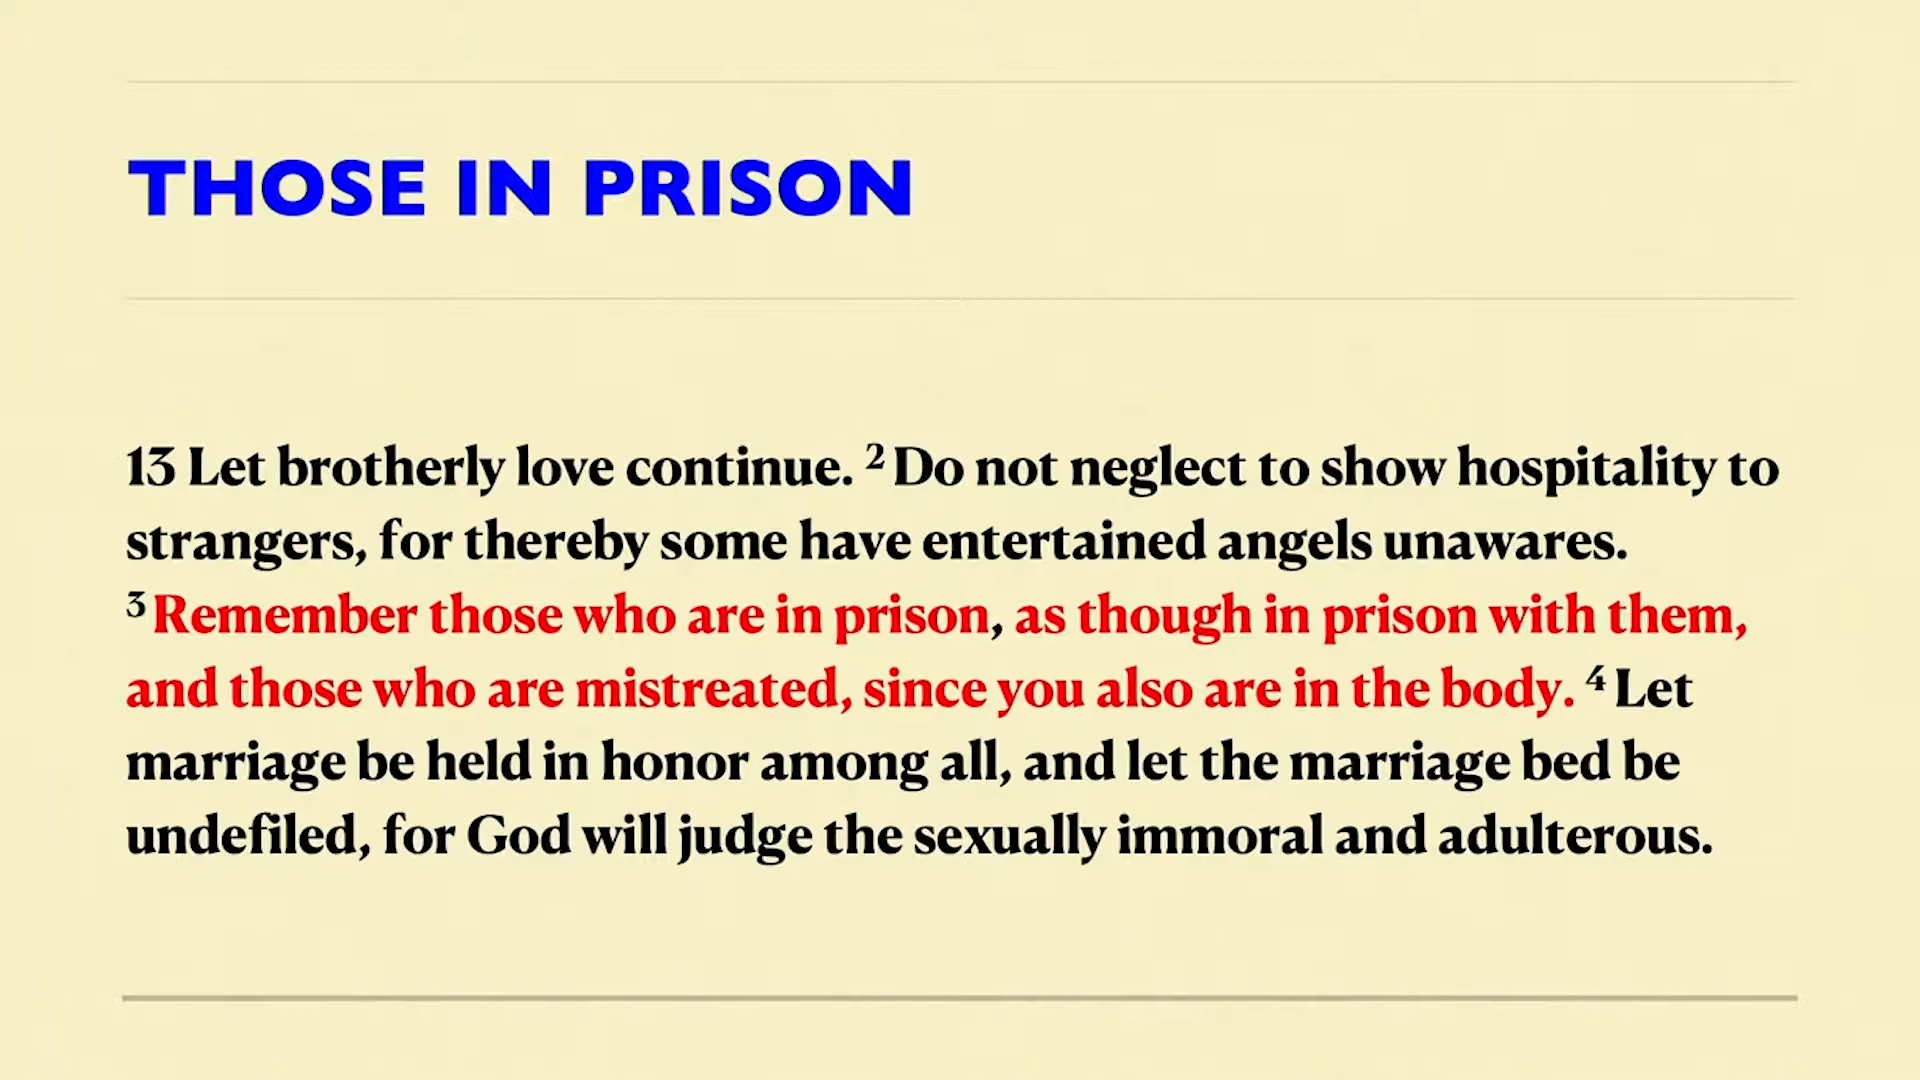 THOSE IN PRISON
13 Let brotherly love continue. ² Do not neglect to show hospitality to
strangers, for thereby some have entertained angels unawares.
³ Remember those who are in prison, as though in prison with them,
and those who are mistreated, since you also are in the body. ⁴ Let
marriage be held in honor among all, and let the marriage bed be
undefiled, for God will judge the sexually immoral and adulterous.